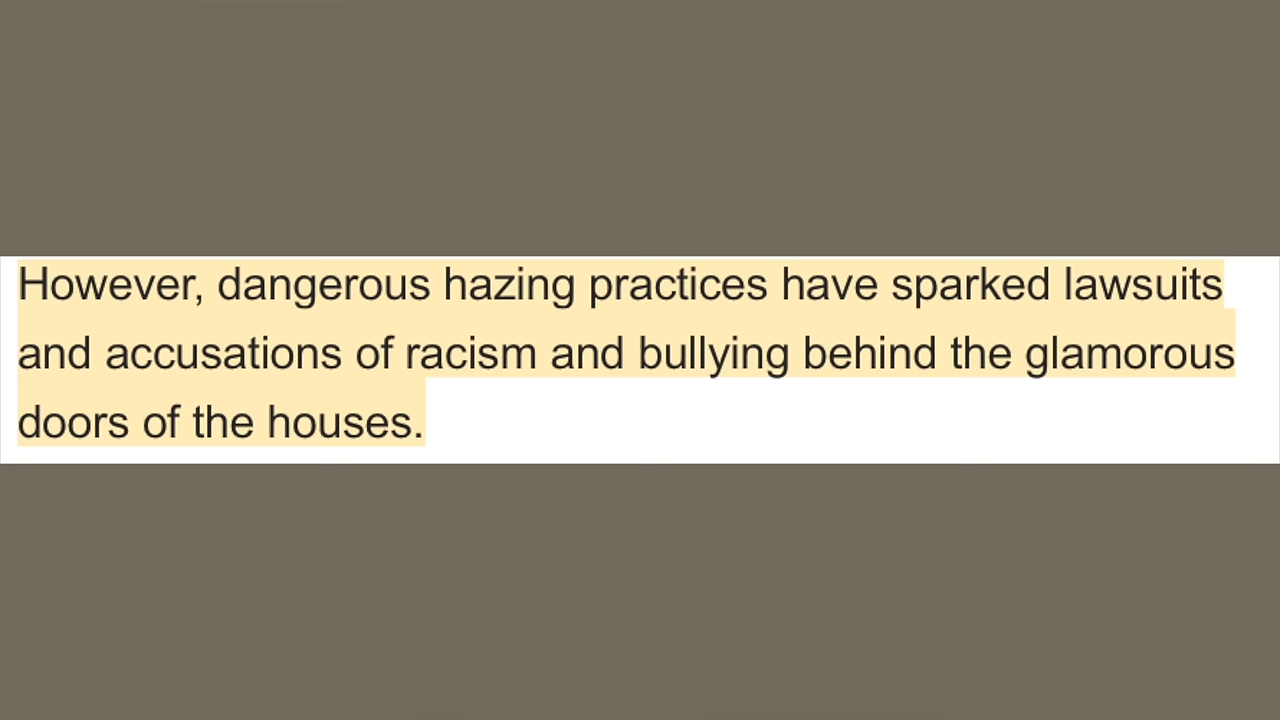 However, dangerous hazing practices have sparked lawsuits
and accusations of racism and bullying behind the glamorous
doors of the houses.